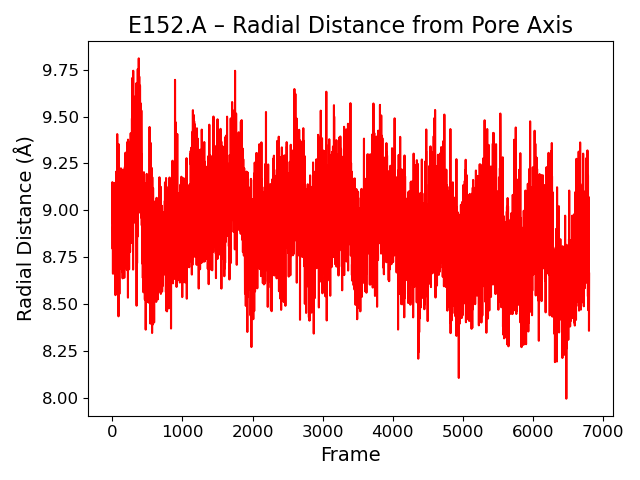 E152.A – Radial Distance from Pore Axis
9.75
9.50
9.25
9.00
8.75
8.50
8.25
8.00
Radial Distance (Å)
0 1000 2000 3000 4000 5000 6000 7000
Frame